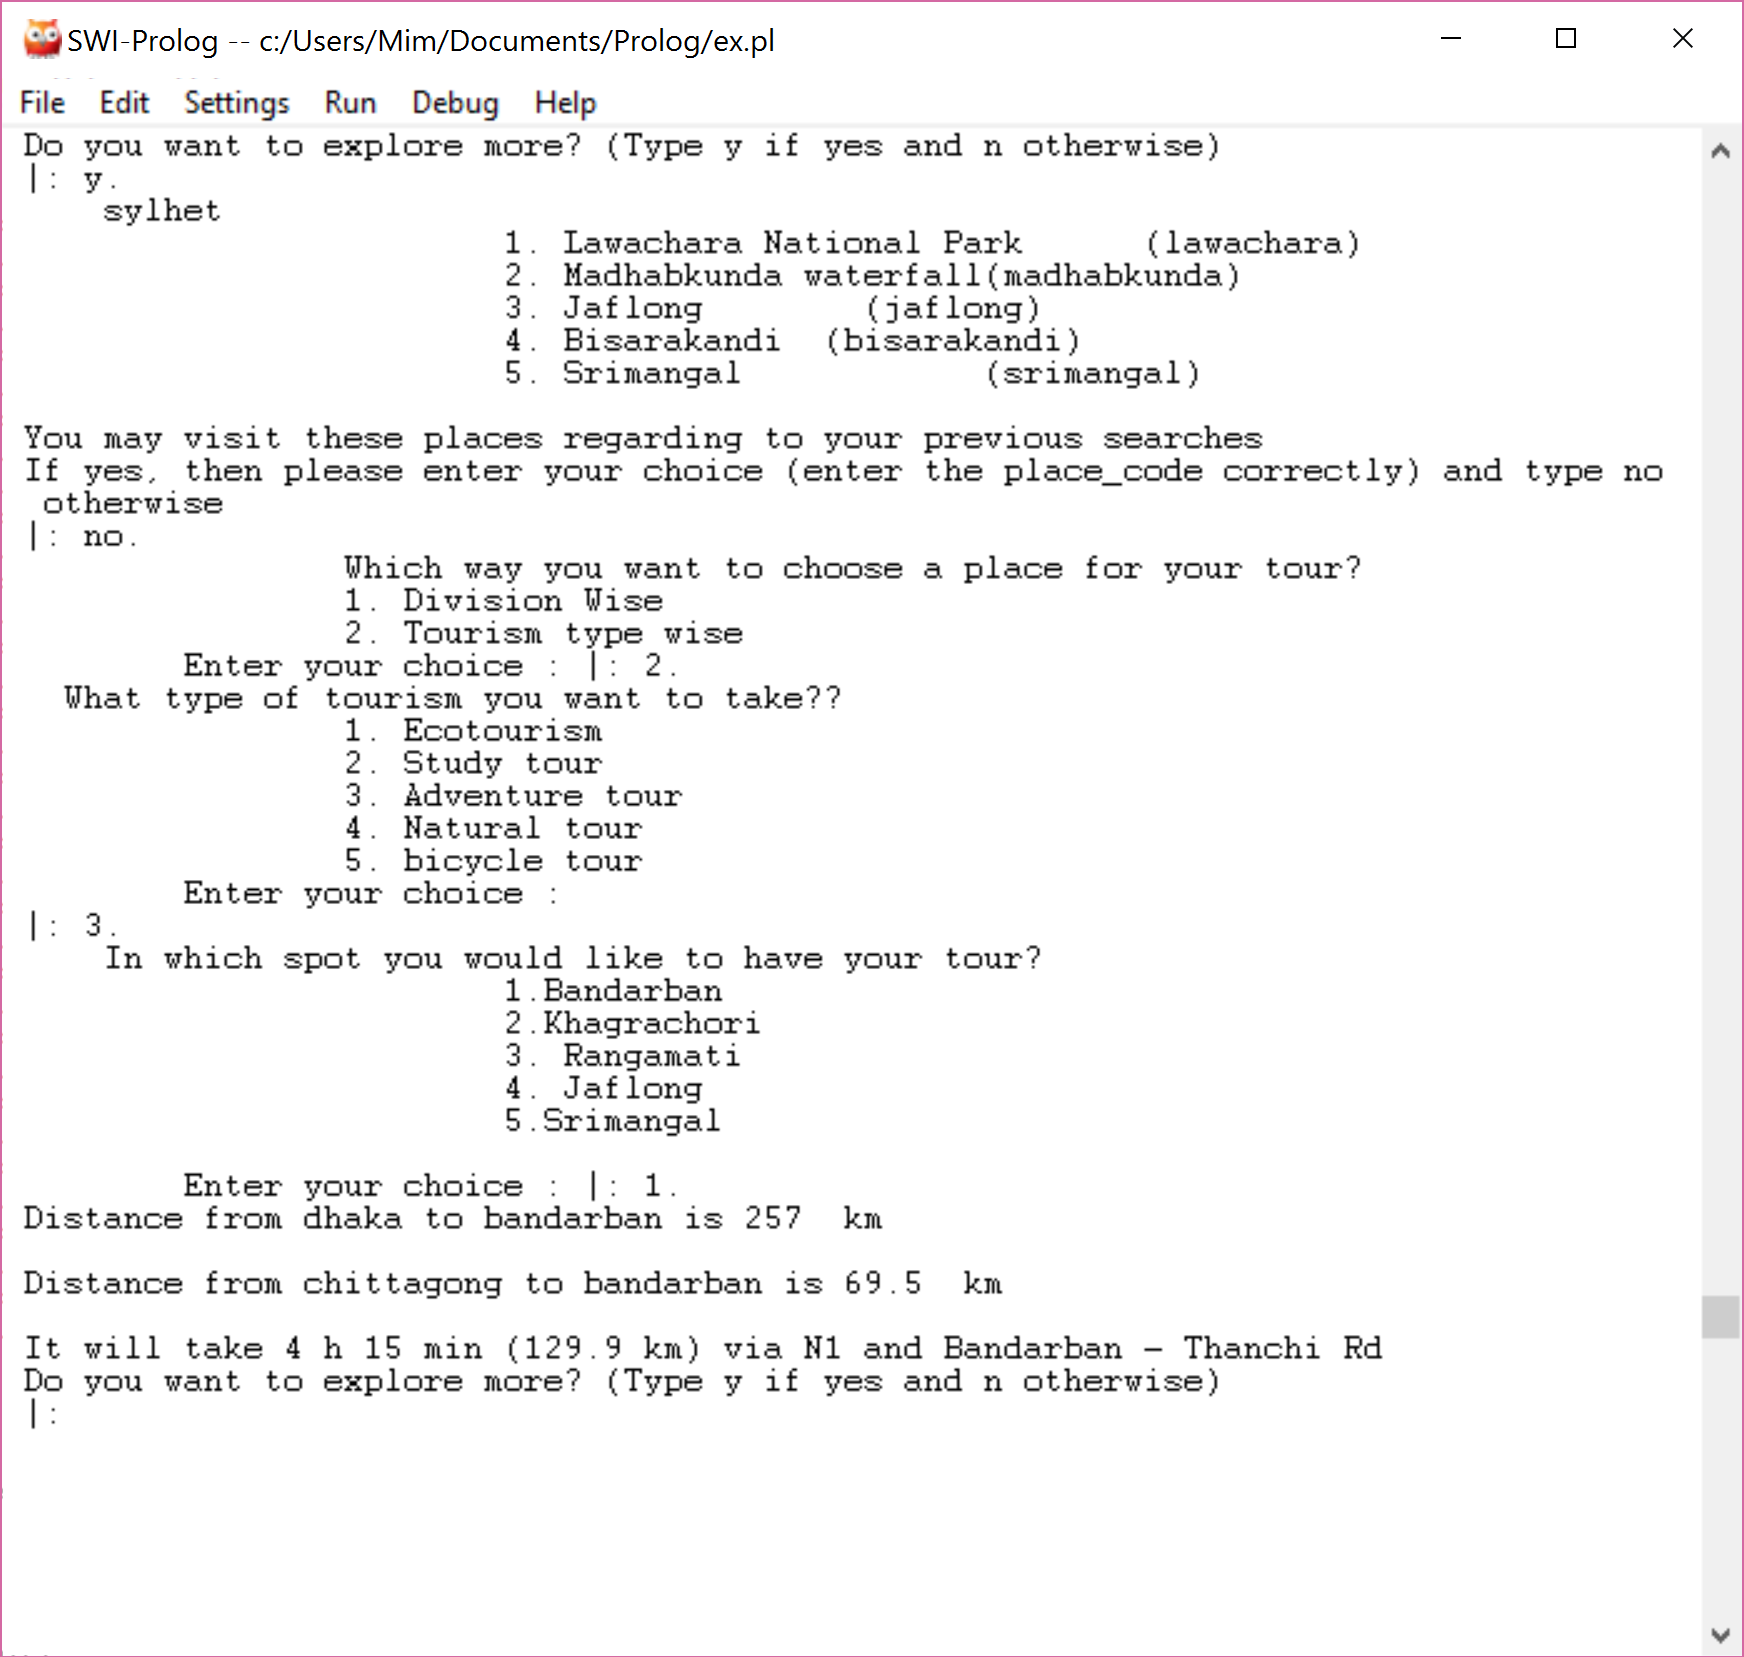 SWI-Prolog -- c:/Users/Mim/Documents/Prolog/ex.pl
File Edit Settings Run Debug Help
Do you want to explore more? (Type y if yes and n otherwise)
|: y.
sylhet
1. Lawachara National Park (lawachara)
2. Madhabkunda waterfall(madhabkunda)
3. Jaflong (jaflong)
4. Bisarakandi (bisarakandi)
5. Srimangal (srimangal)
You may visit these places regarding to your previous searches
If yes, then please enter your choice (enter the place_code correctly) and type no
otherwise
|: no.
Which way you want to choose a place for your tour?
1. Division Wise
2. Tourism type wise
Enter your choice : |: 2.
What type of tourism you want to take??
1. Ecotourism
2. Study tour
3. Adventure tour
4. Natural tour
5. bicycle tour
Enter your choice :
|: 3.
In which spot you would like to have your tour?
1.Bandarban
2.Khagrachori
3. Rangamati
4. Jaflong
5.Srimangal
Enter your choice : |: 1.
Distance from dhaka to bandarban is 257 km
Distance from chittagong to bandarban is 69.5 km
It will take 4 h 15 min (129.9 km) via N1 and Bandarban – Thanchi Rd
Do you want to explore more? (Type y if yes and n otherwise)
|: